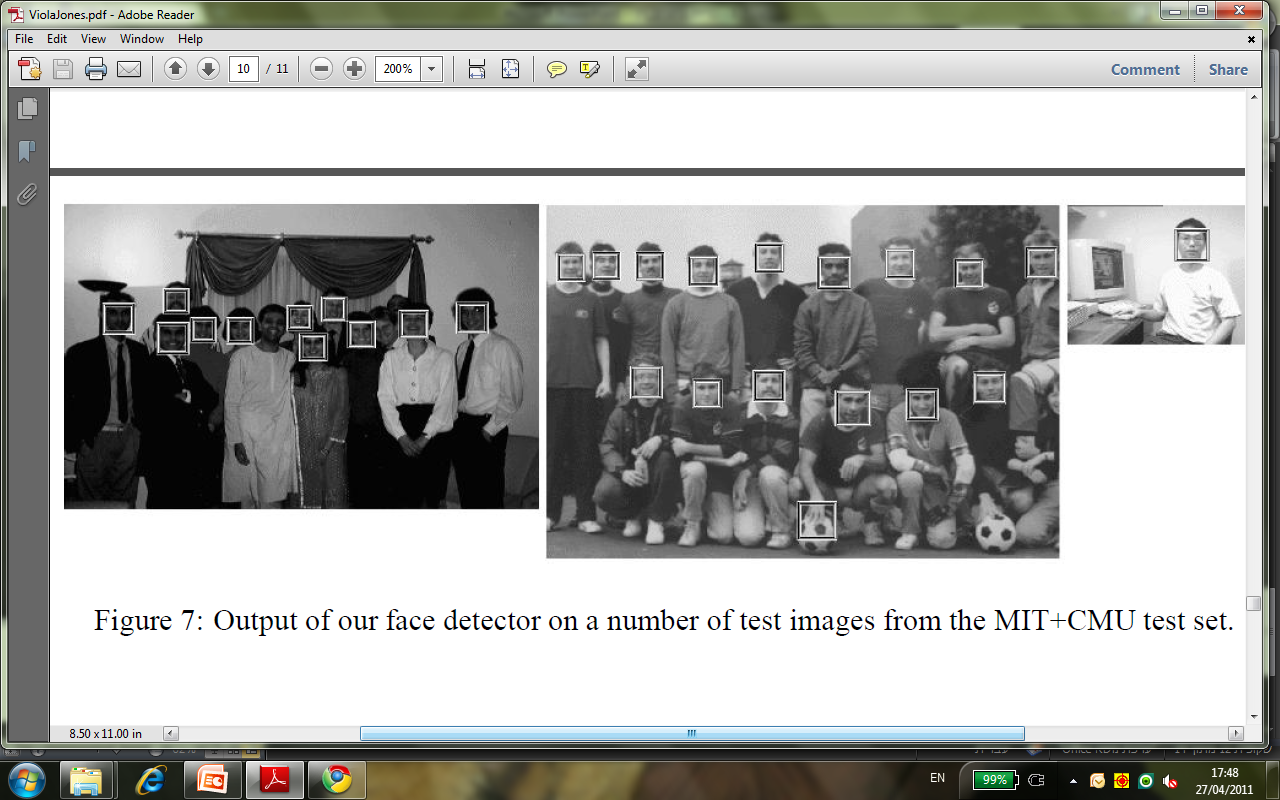 ViolaJones.pdf - Adobe Reader
File Edit View Window Help
10 / 11 200% Comment Share
Figure 7: Output of our face detector on a number of test images from the MIT+CMU test set.
8.50 x 11.00 in
EN 99% 17:48
27/04/2011